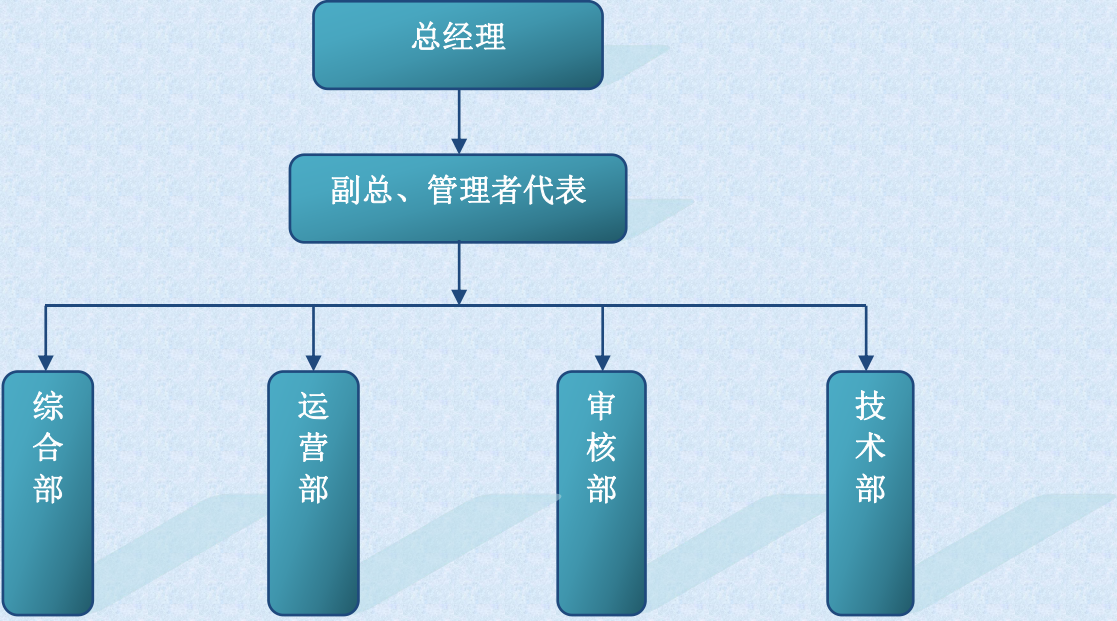 总经理
副总、管理者代表
综合部
运营部
审核部
技术部